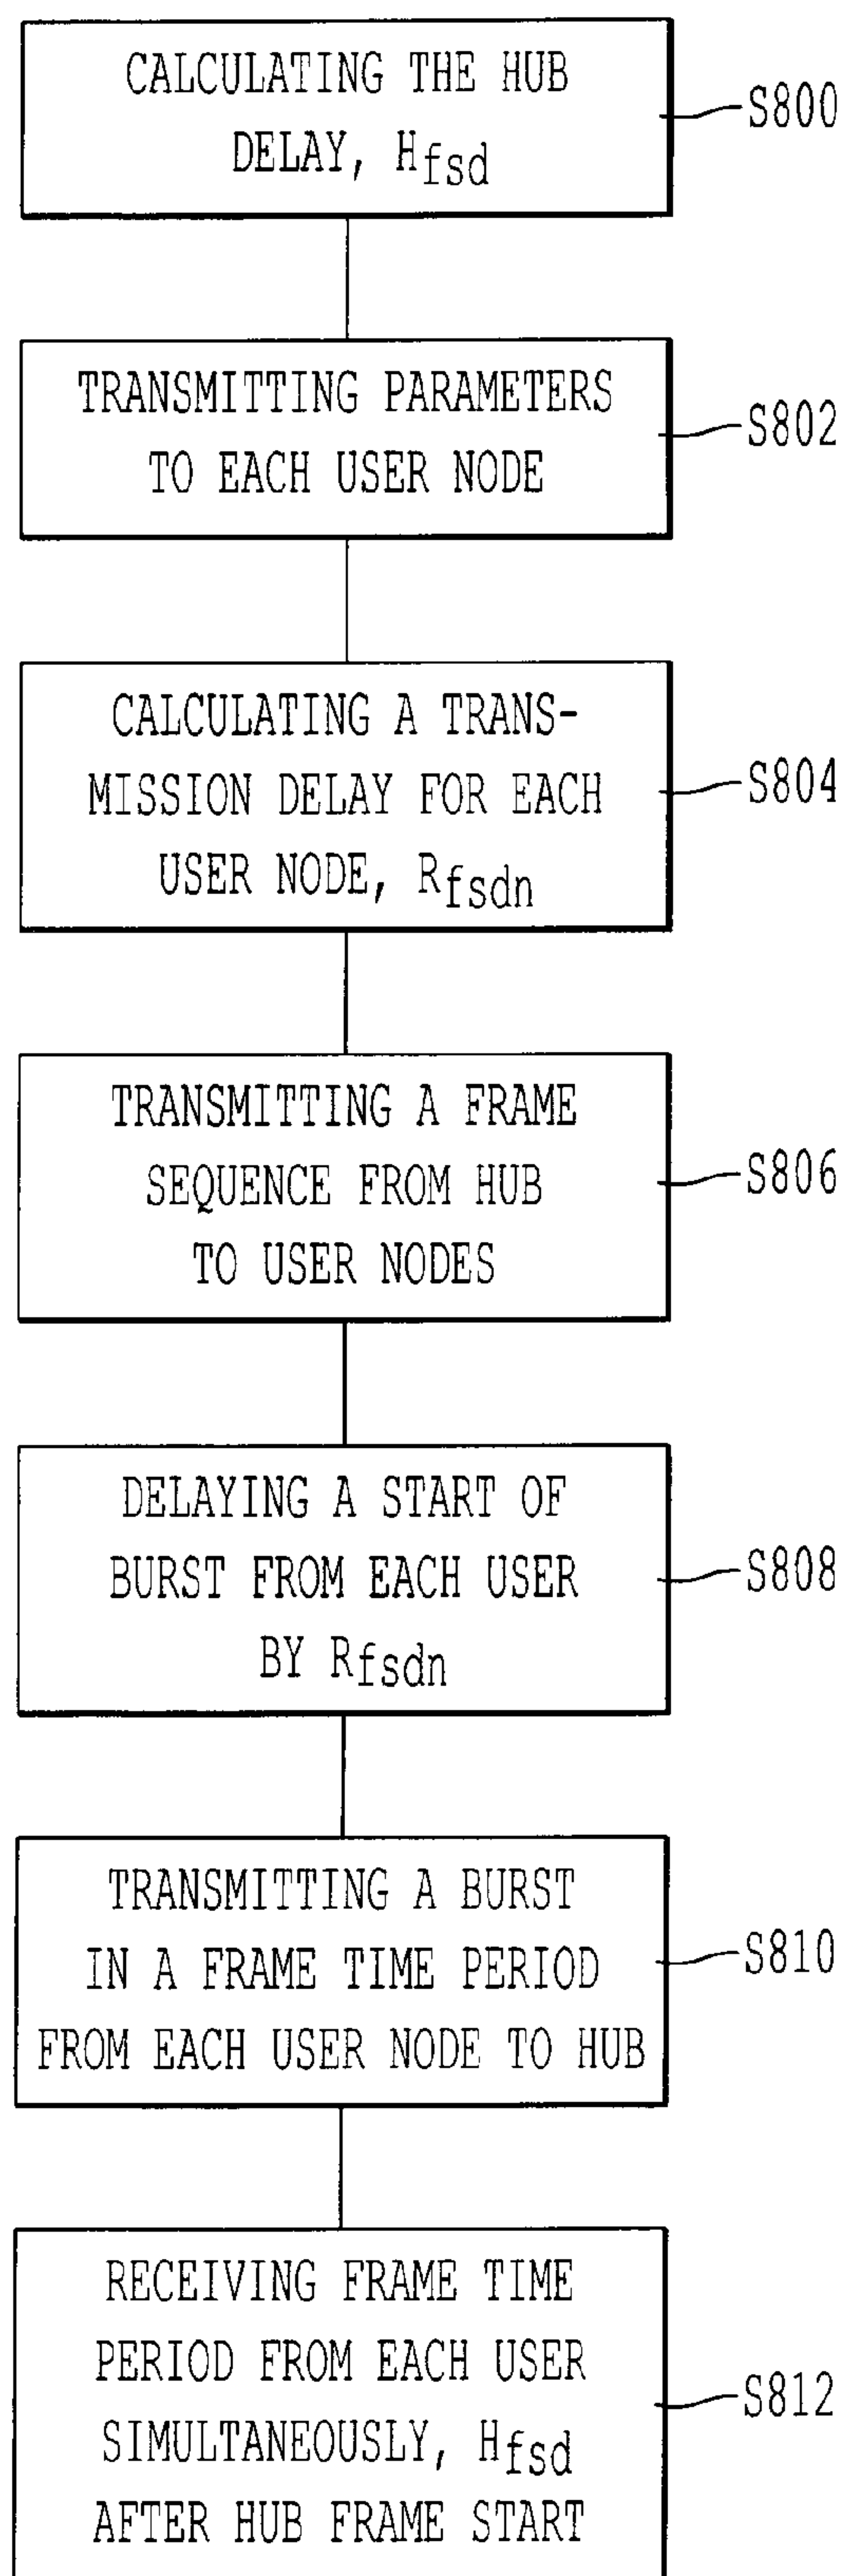 CALCULATING THE HUB
DELAY, Hfsd
S800
TRANSMITTING PARAMETERS
TO EACH USER NODE
S802
CALCULATING A TRANS-
MISSION DELAY FOR EACH
USER NODE, Rfsdn
S804
TRANSMITTING A FRAME
SEQUENCE FROM HUB
TO USER NODES
S806
DELAYING A START OF
BURST FROM EACH USER
BY Rfsdn
S808
TRANSMITTING A BURST
IN A FRAME TIME PERIOD
FROM EACH USER NODE TO HUB
S810
RECEIVING FRAME TIME
PERIOD FROM EACH USER
SIMULTANEOUSLY, Hfsd
AFTER HUB FRAME START
S812